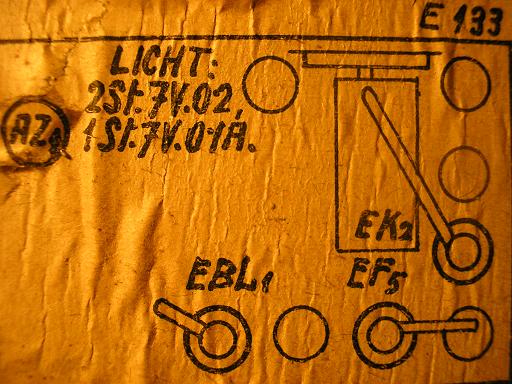 E 133
LICHT:
2St.7V.02,
1St.7V.01A.
AZ1
EK2
EBL1
EF5